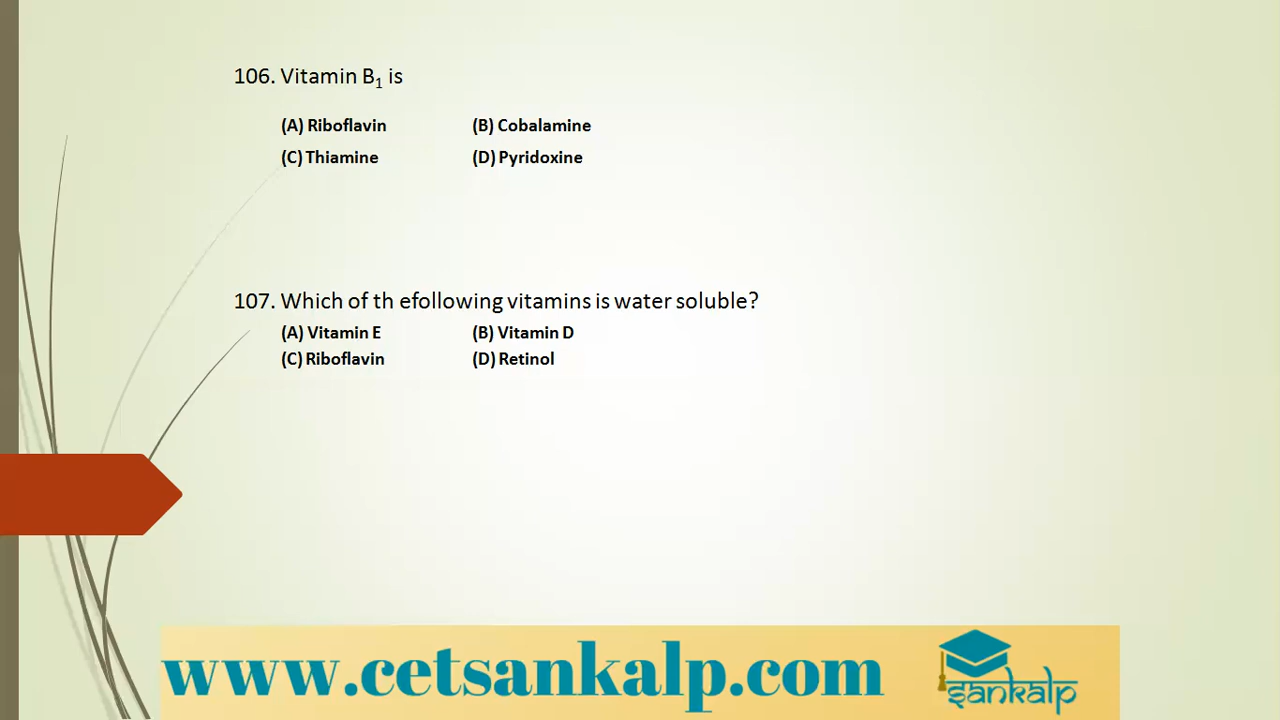 106. Vitamin B₁ is
(A) Riboflavin (B) Cobalamine
(C) Thiamine (D) Pyridoxine
107. Which of th efollowing vitamins is water soluble?
(A) Vitamin E (B) Vitamin D
(C) Riboflavin (D) Retinol
www.cetsankalp.com
sankalp